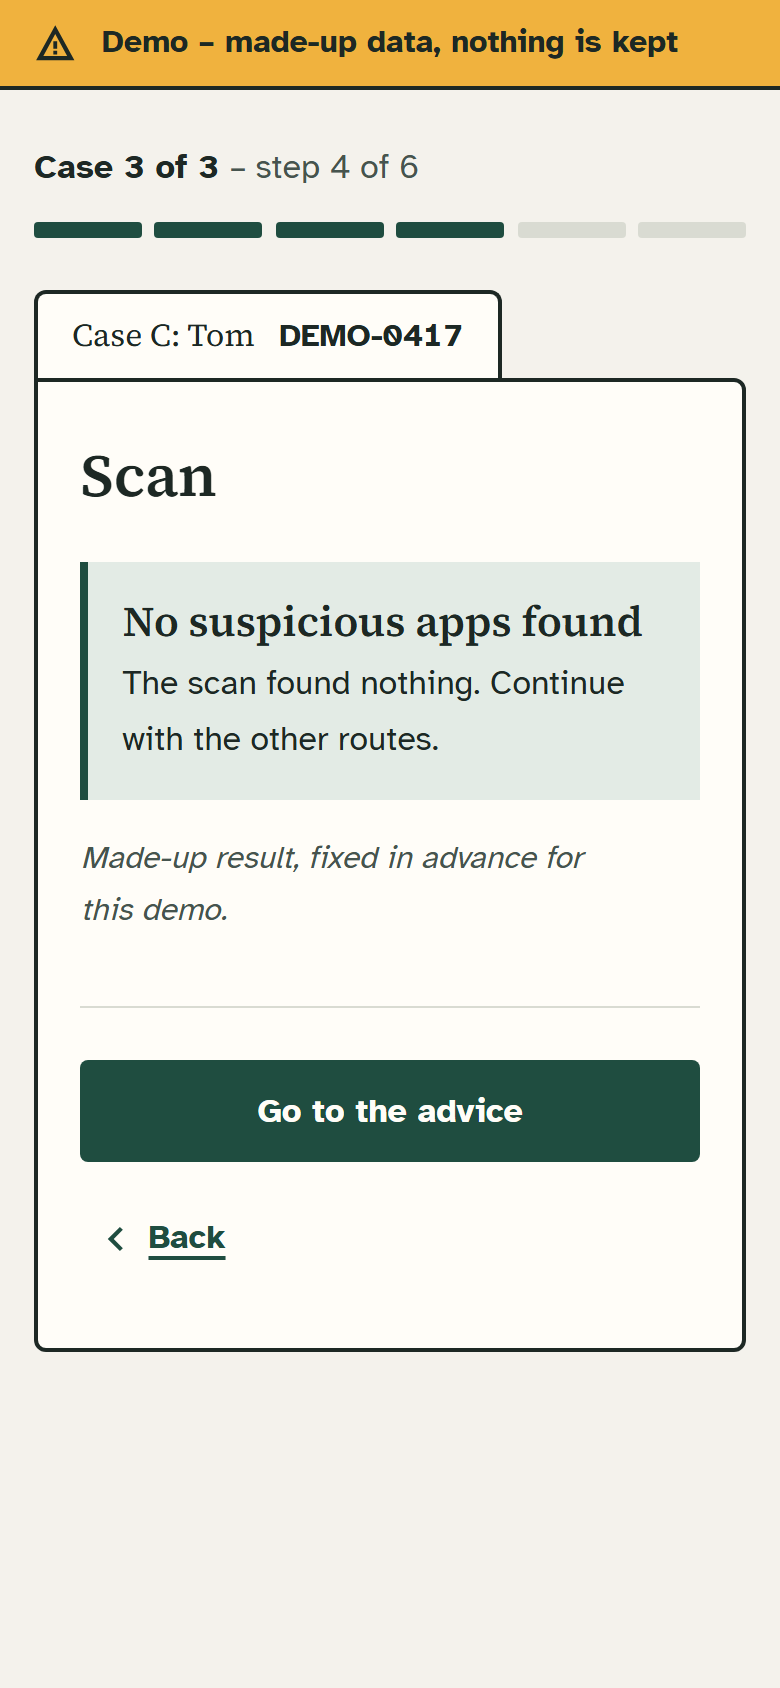 Demo – made-up data, nothing is kept
Case 3 of 3 – step 4 of 6
Case C: Tom DEMO-0417
Scan
No suspicious apps found
The scan found nothing. Continue
with the other routes.
Made-up result, fixed in advance for
this demo.
Go to the advice
Back